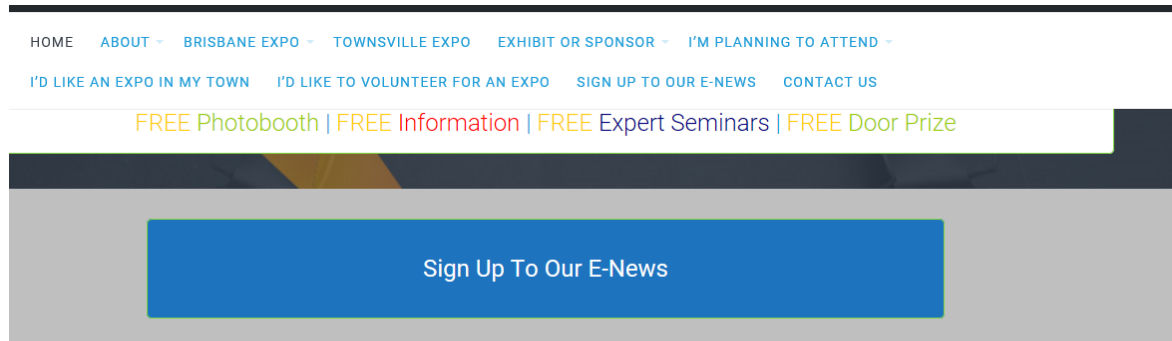 HOME ABOUT BRISBANE EXPO TOWNSVILLE EXPO EXHIBIT OR SPONSOR I'M PLANNING TO ATTEND
I'D LIKE AN EXPO IN MY TOWN I'D LIKE TO VOLUNTEER FOR AN EXPO SIGN UP TO OUR E-NEWS CONTACT US
FREE Photobooth | FREE Information | FREE Expert Seminars | FREE Door Prize
Sign Up To Our E-News